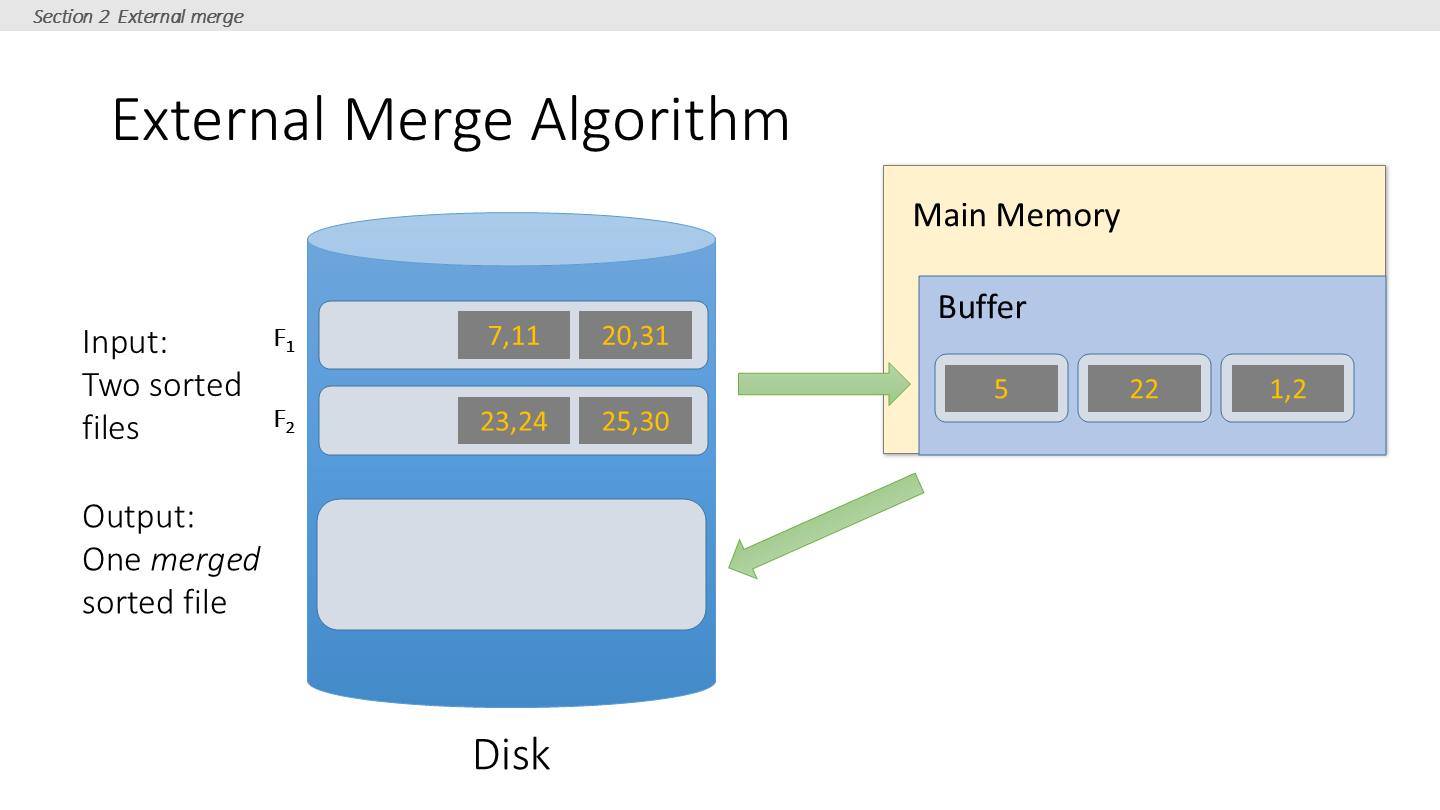 Section 2 External merge
External Merge Algorithm
Main Memory
Buffer
5
22
1,2
Input:
Two sorted
files
F1
7,11
20,31
F2
23,24
25,30
Output:
One merged
sorted file
Disk